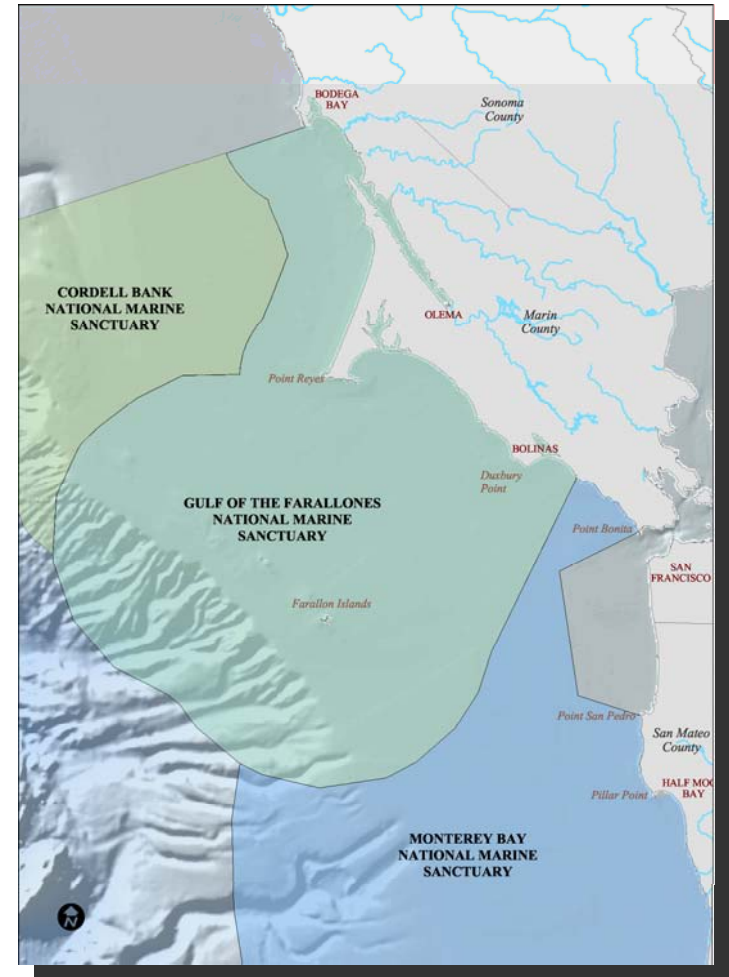 BODEGA
BAY
Sonoma
County
CORDELL BANK
NATIONAL MARINE
SANCTUARY
OLEMA
Marin
County
Point Reyes
BOLINAS
Duxbury
Point
GULF OF THE FARALLONES
NATIONAL MARINE
SANCTUARY
Point Bonita
SAN
FRANCISCO
Farallon Islands
Point San Pedro
San Mateo
County
HALF MOO
BAY
Pillar Point
MONTEREY BAY
NATIONAL MARINE
SANCTUARY
N